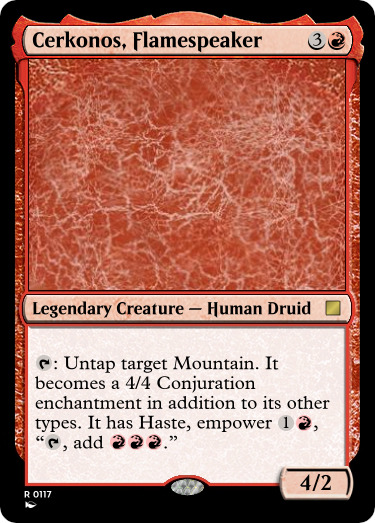 Cerkonos, Flamespeaker 3
Legendary Creature — Human Druid
: Untap target Mountain. It
becomes a 4/4 Conjuration
enchantment in addition to its other
types. It has Haste, empower 1 ,
“ , add .”
4/2
R 0117